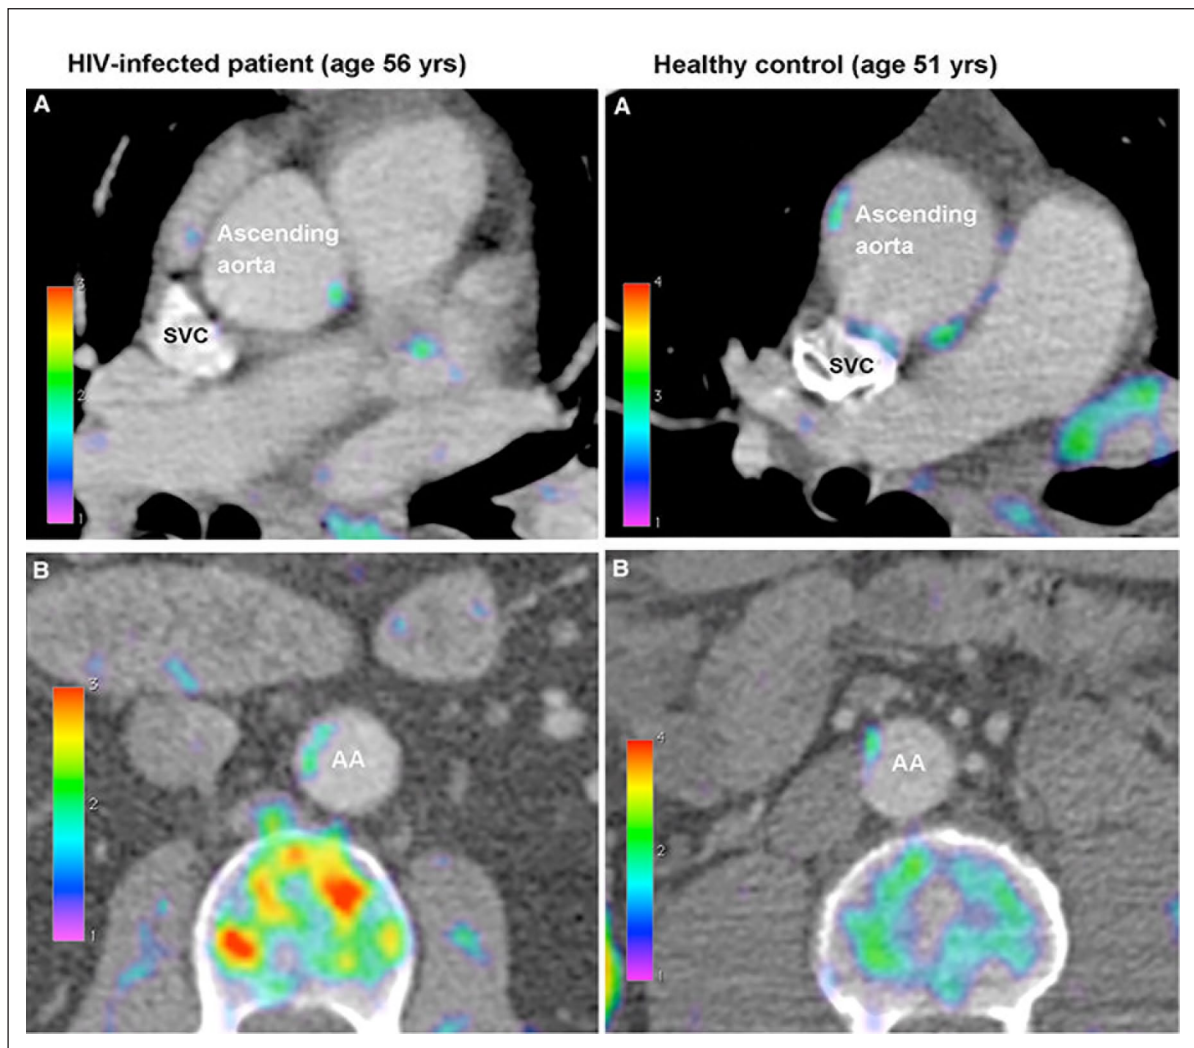 HIV-infected patient (age 56 yrs)
Healthy control (age 51 yrs)
A
Ascending
aorta
SVC
3
2
1
A
Ascending
aorta
SVC
4
3
1
B
AA
3
2
1
B
AA
4
2
1